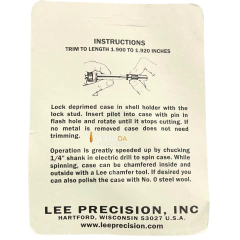 INSTRUCTIONS
TRIM TO LENGTH 1.900 TO 1.920 INCHES
Lock deprimed case in shell holder with the
lock stud. Insert pilot into case with pin in
flash hole and rotate until it stops cutting. If
no metal is removed case does not need
trimming.
OA
Operation is greatly speeded up by chucking
1/4" shank in electric drill to spin case. While
spinning, case can be chamfered inside and
outside with a Lee chamfer tool. If desired you
can also polish the case with No. 0 steel wool.
LEE PRECISION, INC
HARTFORD, WISCONSIN 53027 U.S.A.
www.leeprecision.com